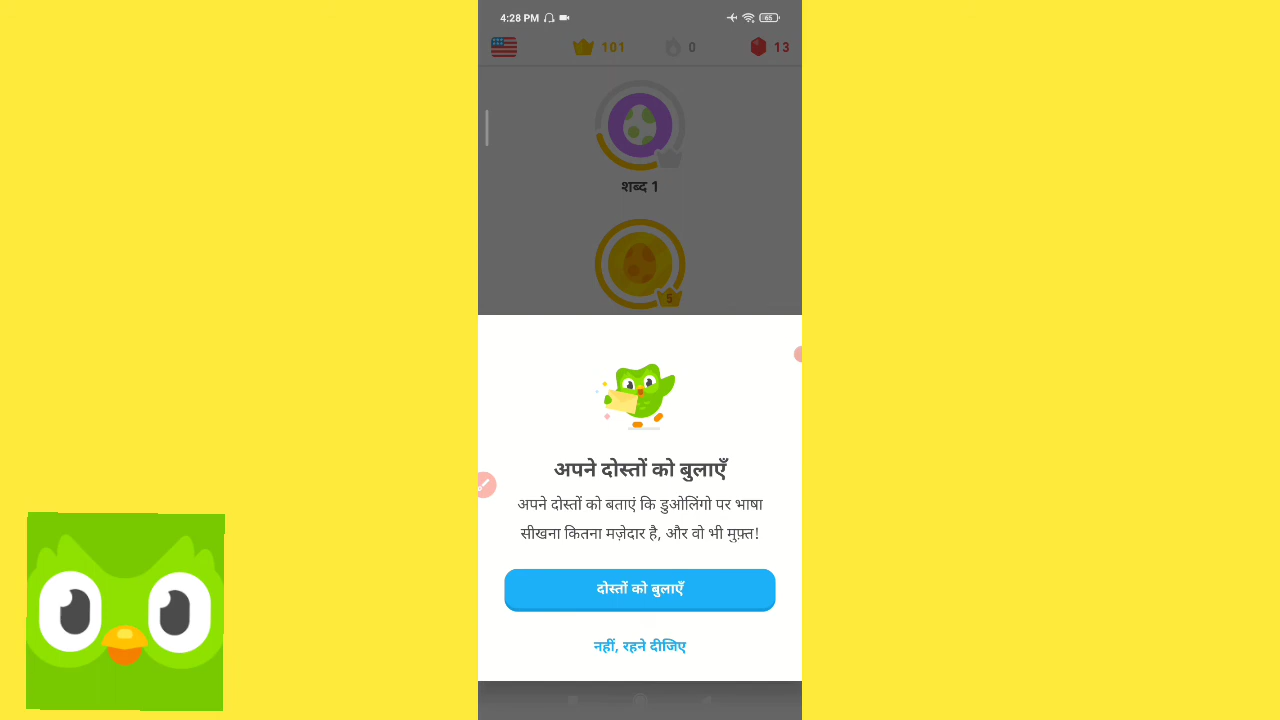 4:28 PM 65
101 0 13
शब्द 1
5
अपने दोस्तों को बुलाएँ
अपने दोस्तों को बताएं कि डुओलिंगो पर भाषा
सीखना कितना मज़ेदार है, और वो भी मुफ़्त!
दोस्तों को बुलाएँ
नहीं, रहने दीजिए